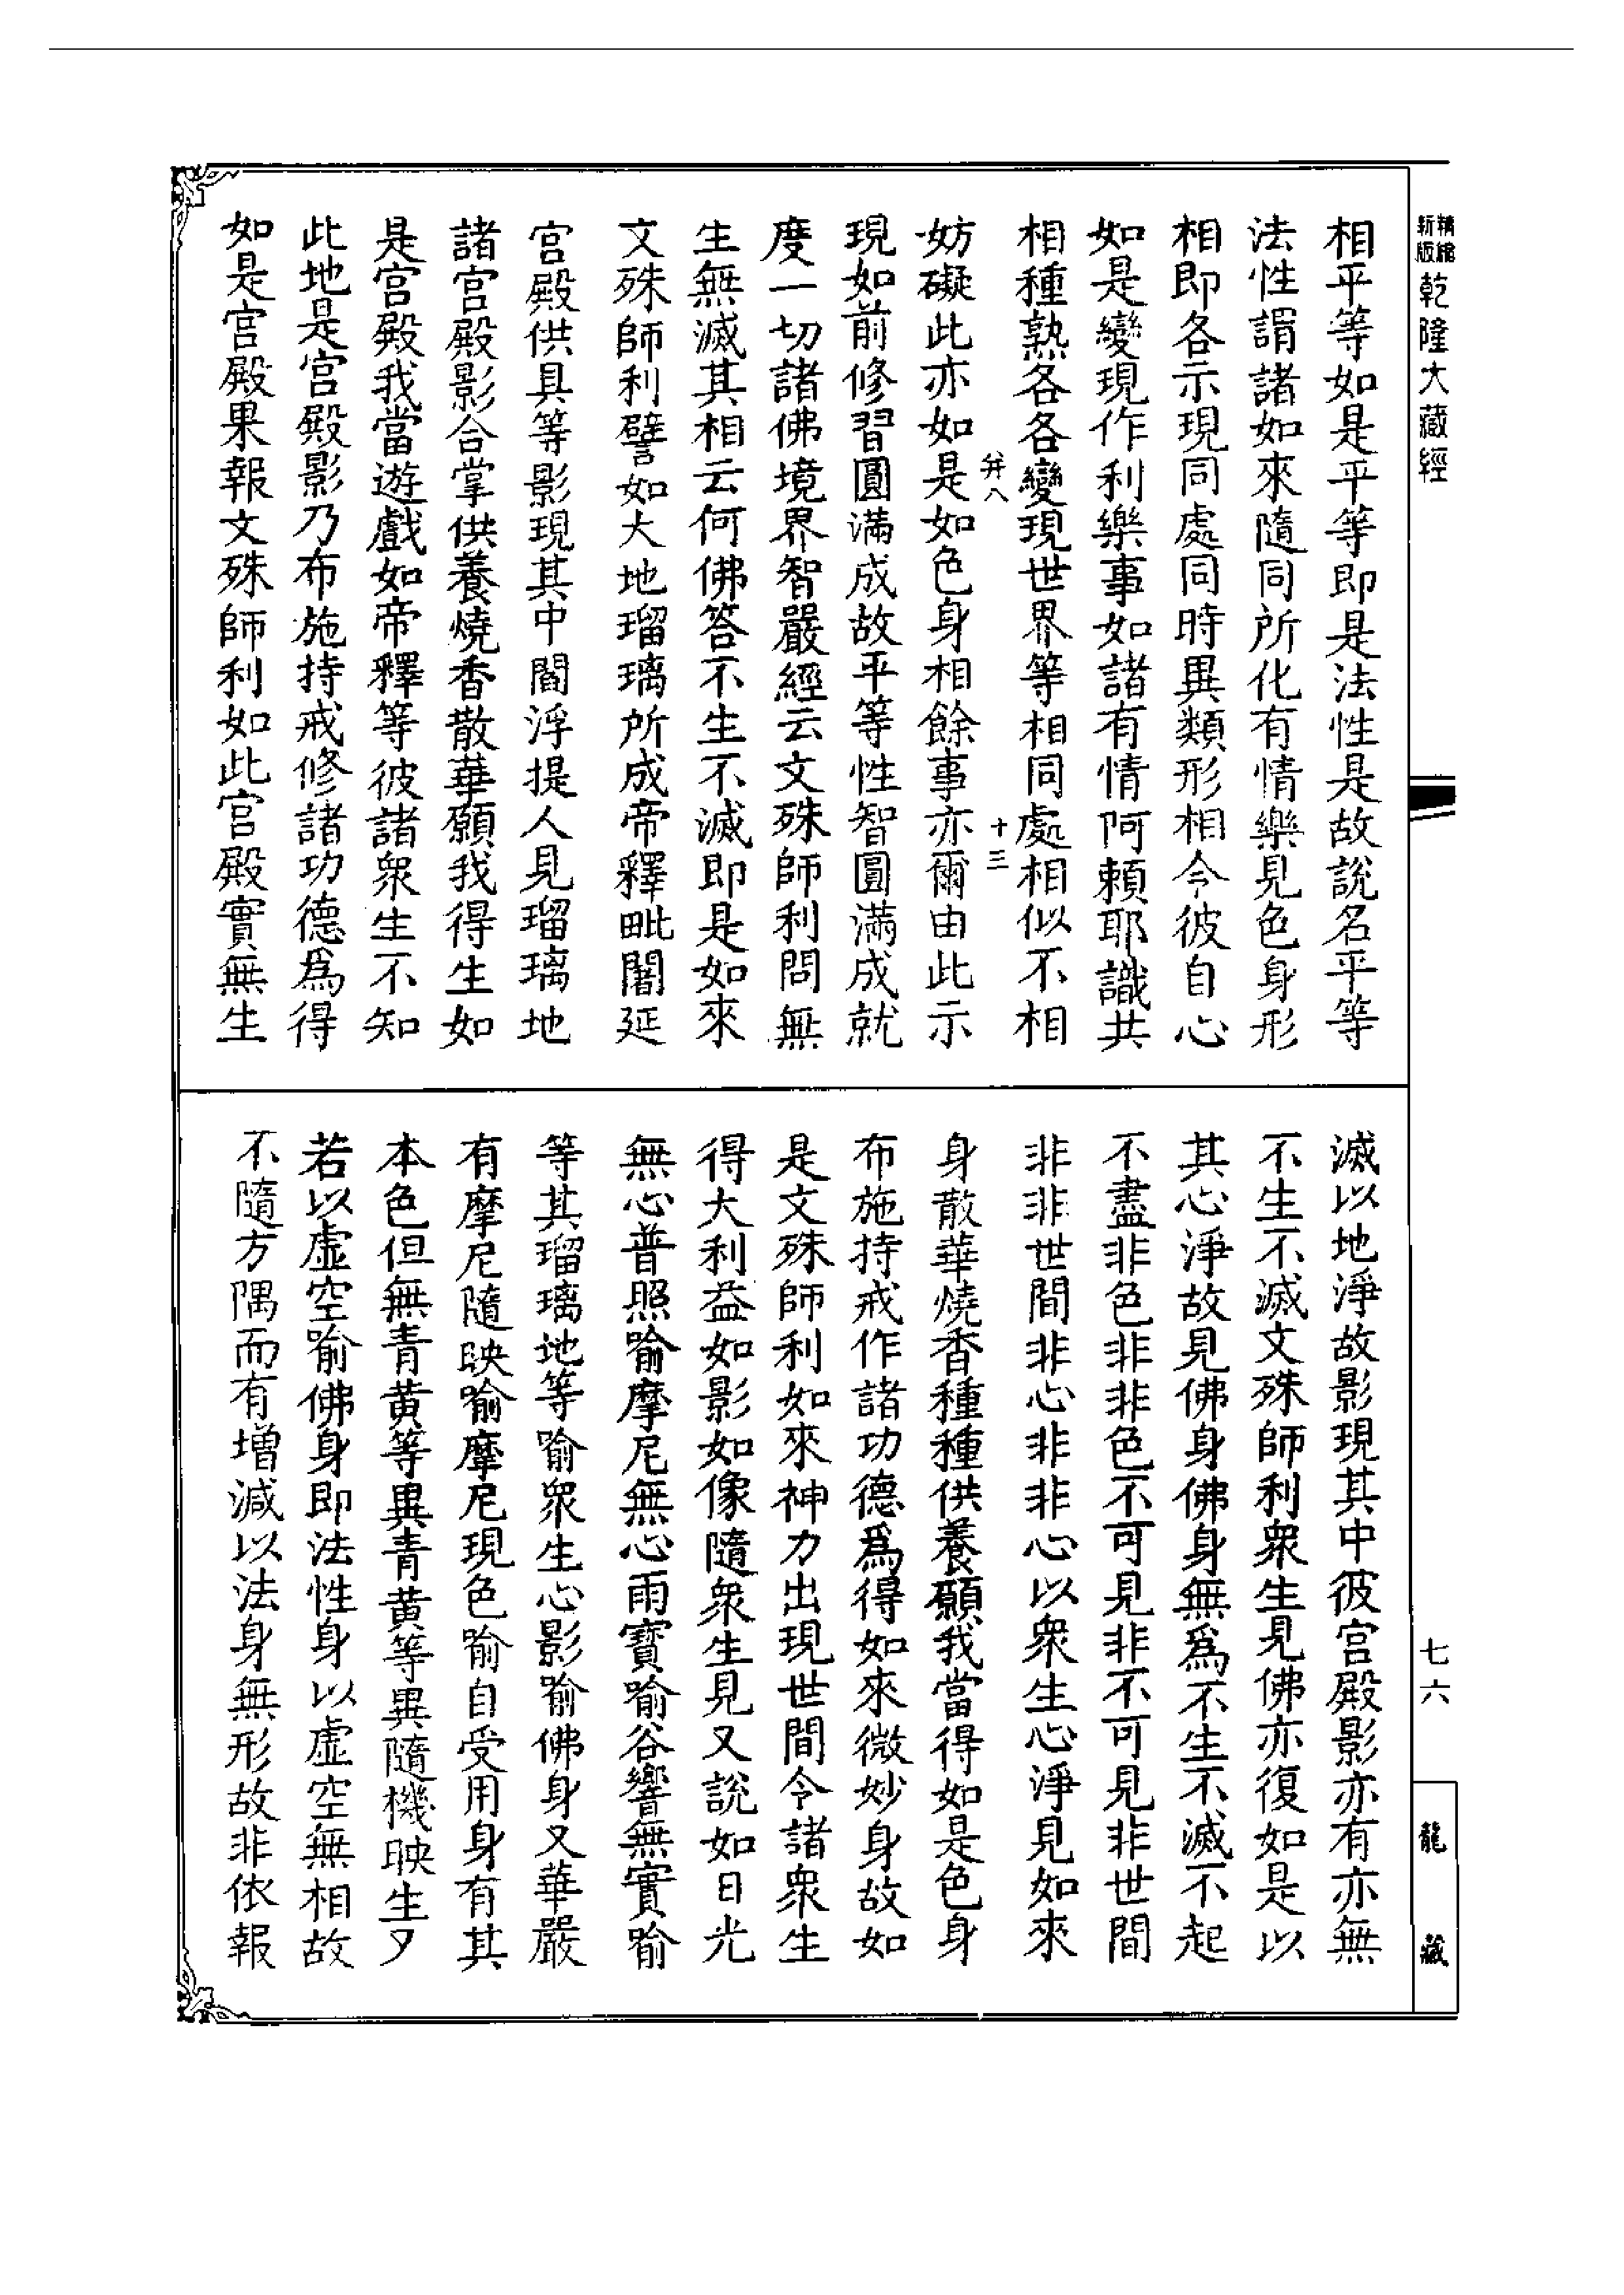 精縮新版乾隆大藏經
相平等如是平等即是法性是故說名平等
法性謂諸如來隨同所化有情樂見色身形
相即各示現同處同時異類形相令彼自心
如是變現作利樂事如諸有情阿賴耶識共
相種熟各各變現世界等相同處相似不相
弁八 十三
妨礙此亦如是如色身相餘事亦爾由此示
現如前修習圓滿成故平等性智圓滿成就
度一切諸佛境界智嚴經云文殊師利問無
生無滅其相云何佛答不生不滅即是如來
文殊師利譬如大地瑠璃所成帝釋毗闍延
宮殿供具等影現其中閻浮提人見瑠璃地
諸宮殿影合掌供養燒香散華願我得生如
是宮殿我當遊戲如帝釋等彼諸衆生不知
此地是宮殿影乃布施持戒修諸功德爲得
如是宮殿果報文殊師利如此宮殿實無生
滅以地淨故影現其中彼宮殿影亦有亦無
不生不滅文殊師利衆生見佛亦復如是以
其心淨故見佛身佛身無爲不生不滅不起
不盡非色非非色不可見非不可見非世間
非非世間非心非非心以衆生心淨見如來
身散華燒香種種供養願我當得如是色身
布施持戒作諸功德爲得如來微妙身故如
是文殊師利如來神力出現世間令諸衆生
得大利益如影如像隨衆生見又說如日光
無心普照喻摩尼無心雨寶喻谷響無實喻
等其瑠璃地等喻衆生心影喻佛身又華嚴
有摩尼隨映喻摩尼現色喻自受用身有其
本色但無青黃等異青黃等異隨機映生夕
若以虛空喻佛身即法性身以虛空無相故
不隨方隅而有增減以法身無形故非依報
七六
龍藏